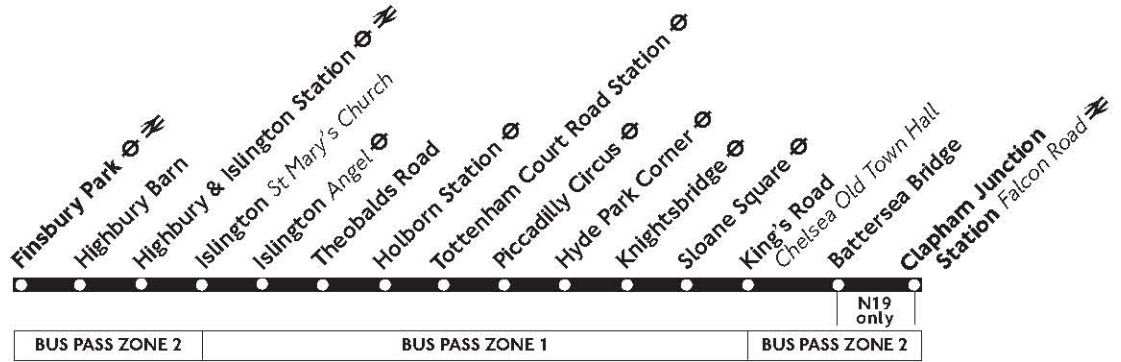 Finsbury Park
Highbury Barn
Highbury & Islington Station
Islington St Mary's Church
Islington Angel
Theobalds Road
Holborn Station
Tottenham Court Road Station
Piccadilly Circus
Hyde Park Corner
Knightsbridge
Sloane Square
King's Road
Chelsea Old Town Hall
Battersea Bridge
Clapham Junction
Station Falcon Road
N19
only
BUS PASS ZONE 2
BUS PASS ZONE 1
BUS PASS ZONE 2